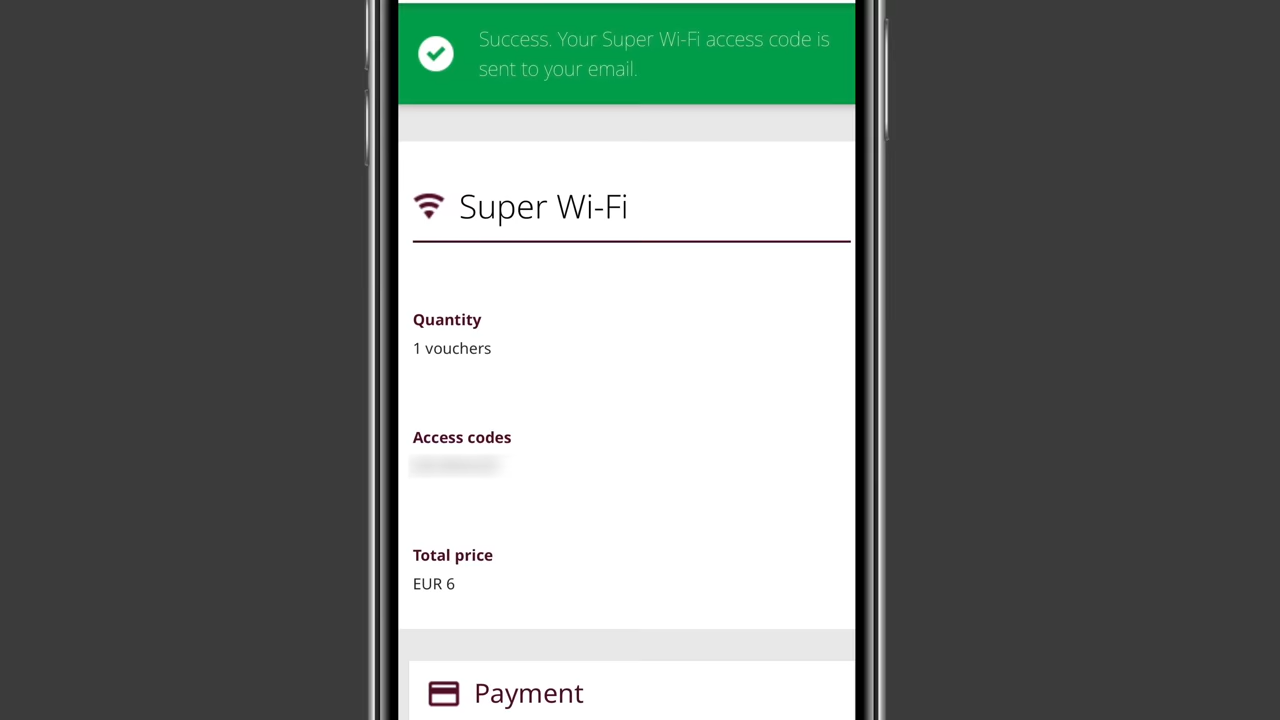 Success. Your Super Wi-Fi access code is
sent to your email.
Super Wi-Fi
Quantity
1 vouchers
Access codes
Total price
EUR 6
Payment